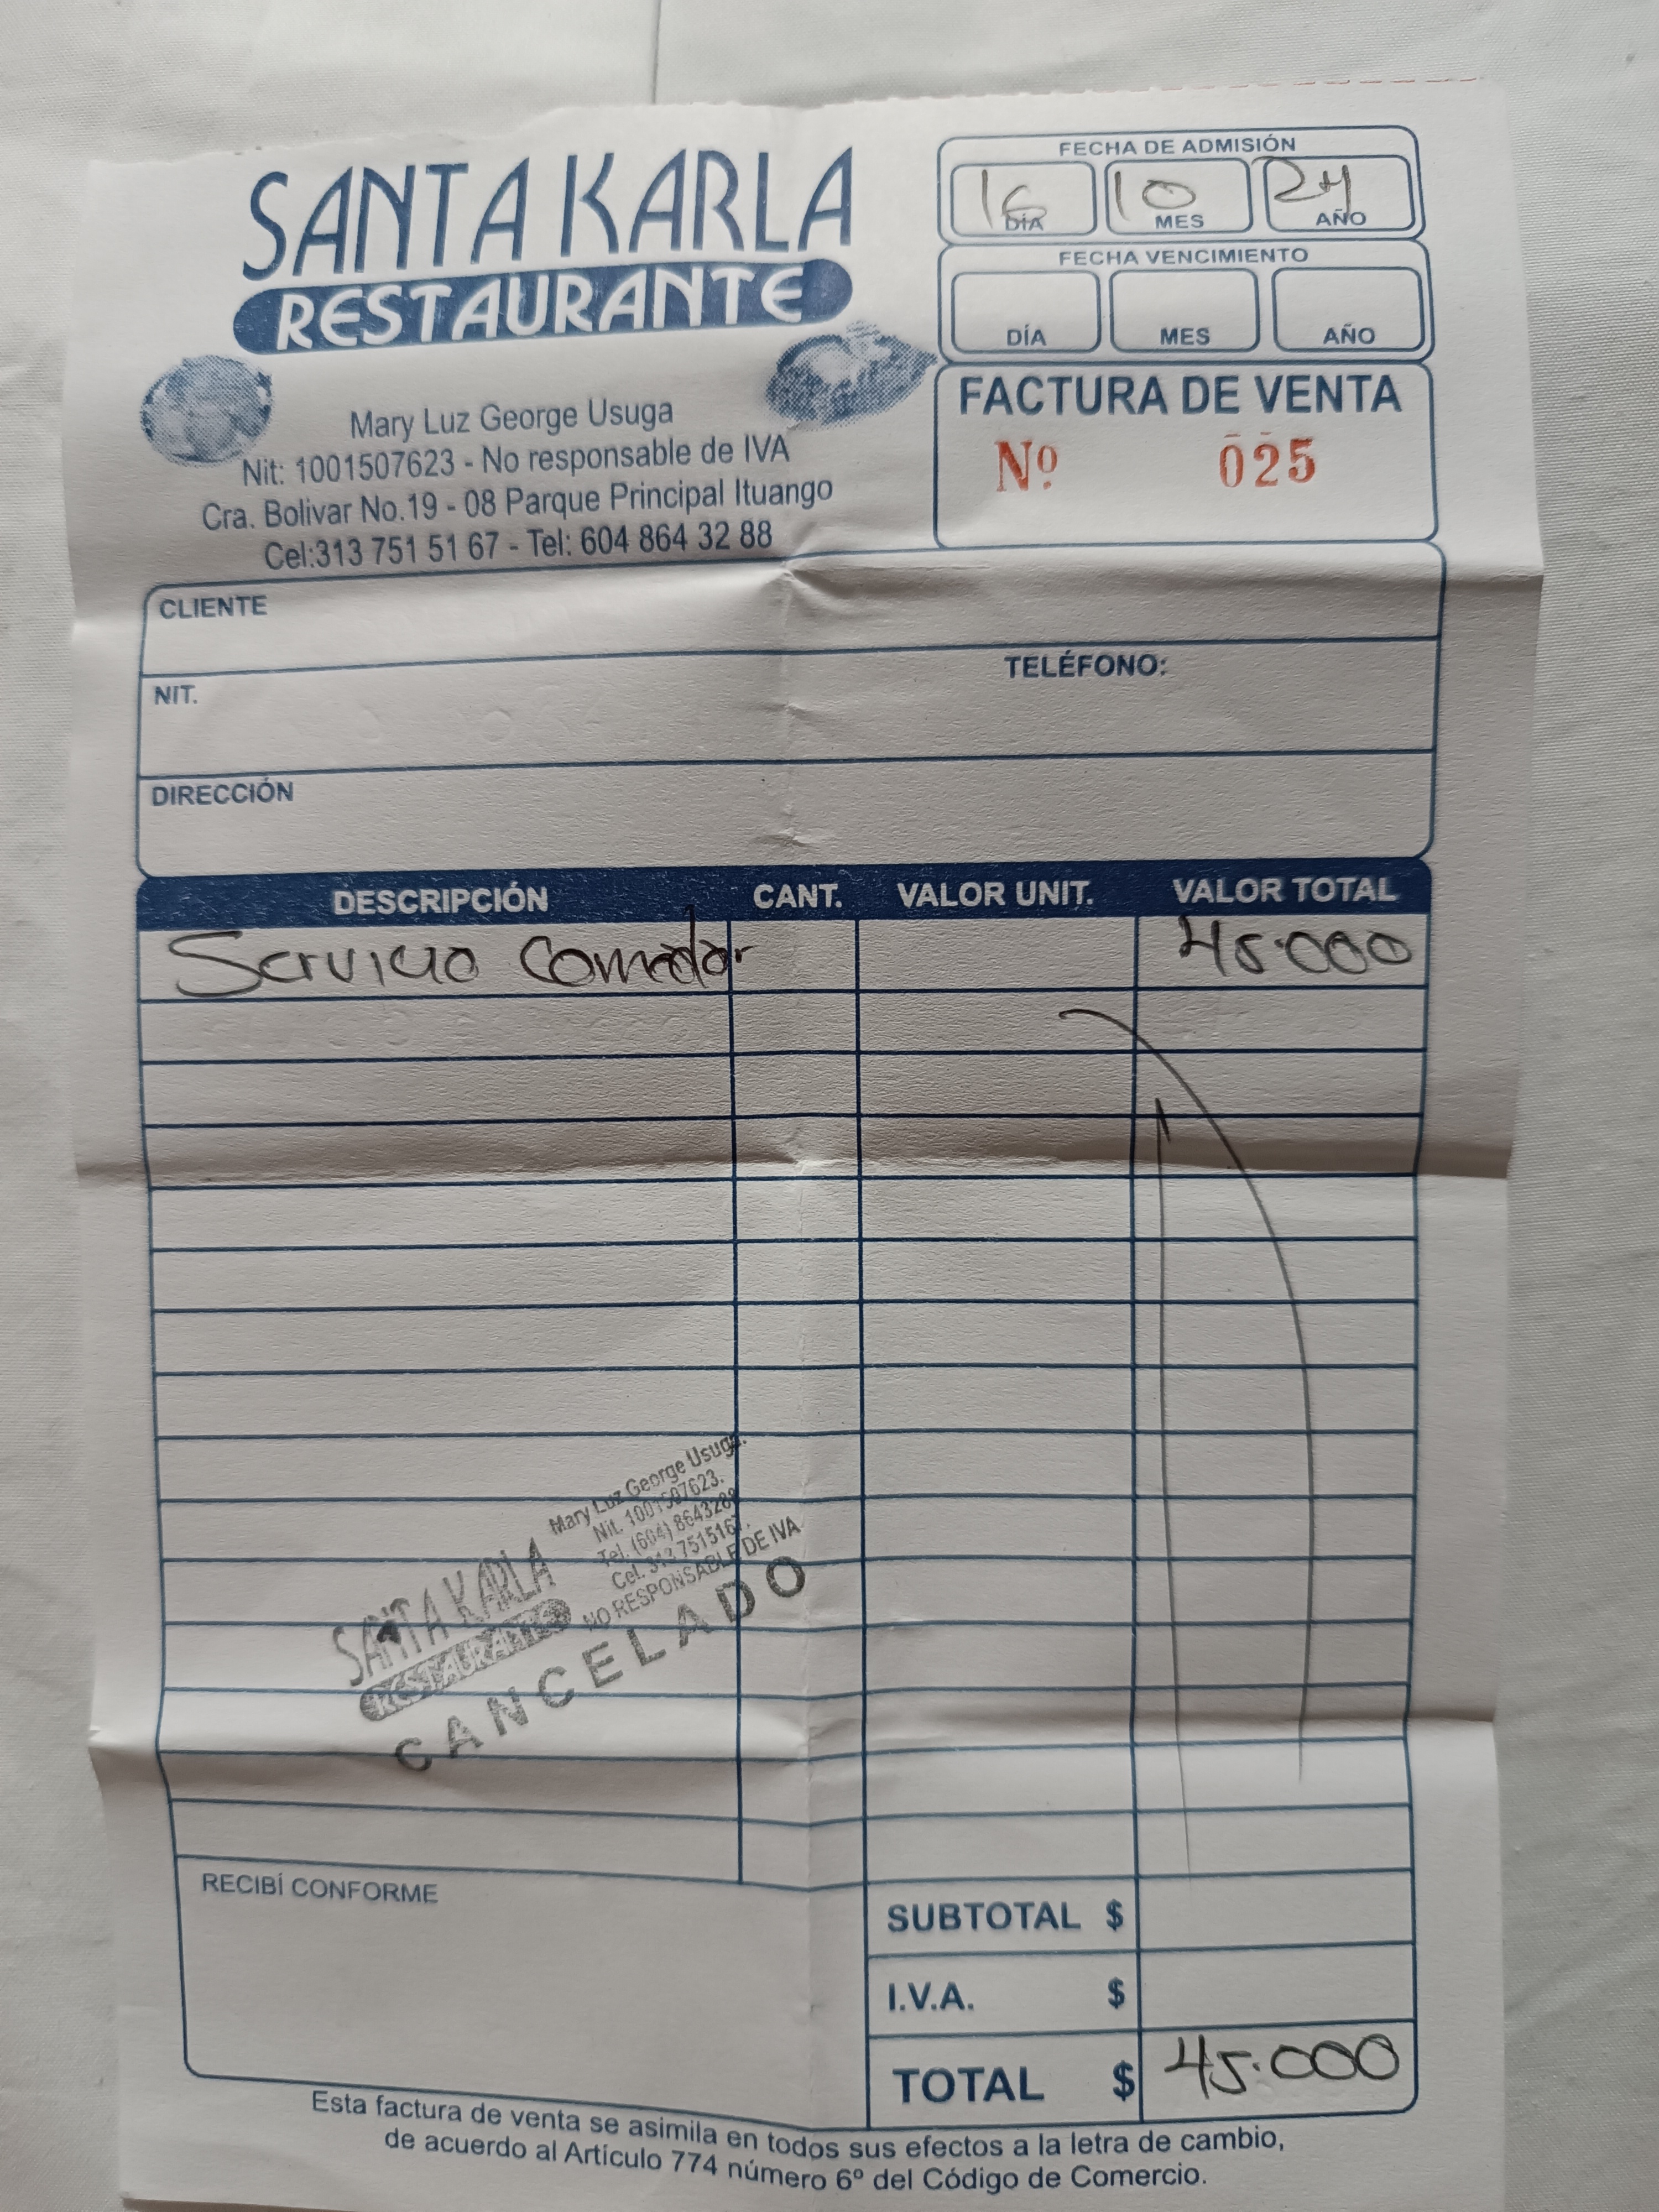 SANTA KARLA
RESTAURANTE
Mary Luz George Usuga
Nit: 1001507623 - No responsable de IVA
Cra. Bolivar No.19 - 08 Parque Principal Ituango
Cel:313 751 51 67 - Tel: 604 864 32 88
FECHA DE ADMISIÓN
16 10 24
DÍA MES AÑO
FECHA VENCIMIENTO
DÍA MES AÑO
FACTURA DE VENTA
Nº 025
CLIENTE
NIT. TELÉFONO:
DIRECCIÓN
DESCRIPCIÓN CANT. VALOR UNIT. VALOR TOTAL
Servicio comedor 45.000
Mary Luz George Usuga.
Nit. 1001507623.
Tel. (604) 8643288
Cel. 313 7515167.
NO RESPONSABLE DE IVA
SANTA KARLA
RESTAURANTE
CANCELADO
RECIBÍ CONFORME
SUBTOTAL $
I.V.A. $
TOTAL $ 45.000
Esta factura de venta se asimila en todos sus efectos a la letra de cambio,
de acuerdo al Artículo 774 número 6º del Código de Comercio.